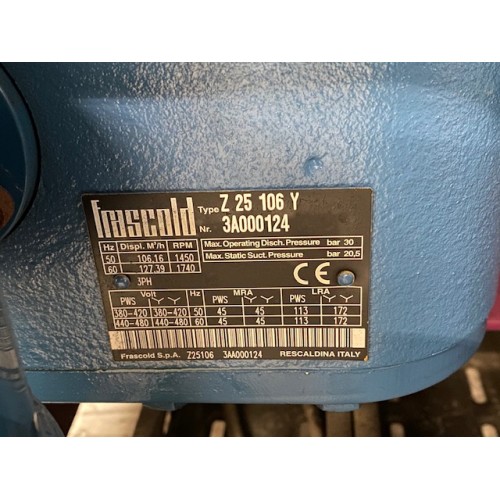 Frascold Type Z 25 106 Y
Nr. 3A000124
Hz Displ. M³/h RPM
50 106.16 1450
60 127.39 1740
Max. Operating Disch. Pressure bar 30
Max. Static Suct. Pressure bar 20,5
3PH
CE
Volt Hz MRA LRA
PWS PWS PWS
380-420 380-420 50 45 45 113 172
440-480 440-480 60 45 45 113 172
Frascold S.p.A. Z25106 3AA000124 RESCALDINA ITALY